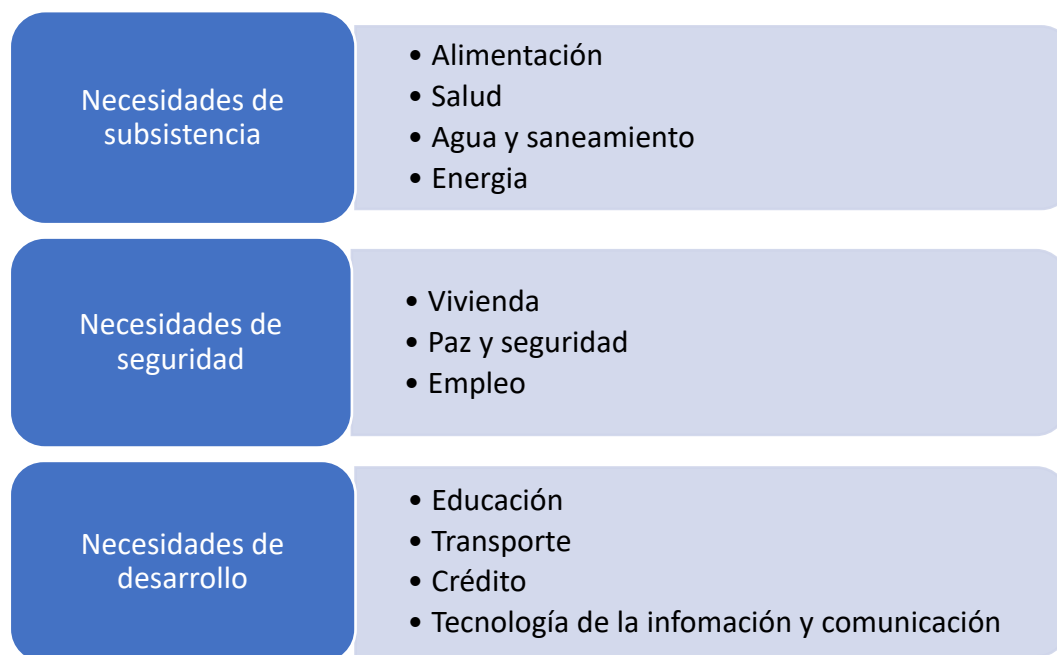 Necesidades de
subsistencia
• Alimentación
• Salud
• Agua y saneamiento
• Energia
Necesidades de
seguridad
• Vivienda
• Paz y seguridad
• Empleo
Necesidades de
desarrollo
• Educación
• Transporte
• Crédito
• Tecnología de la infomación y comunicación